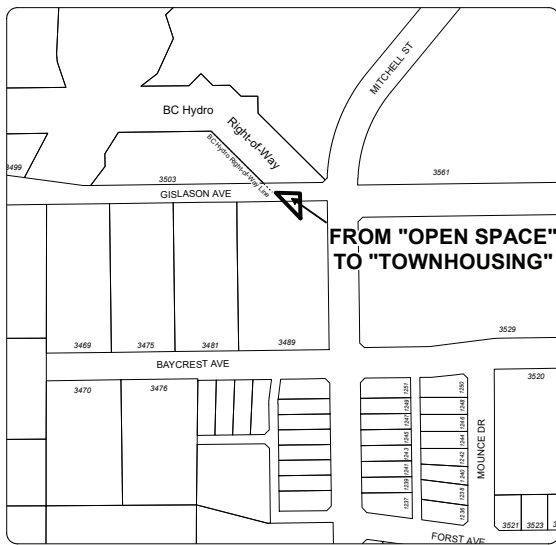 MITCHELL ST
BC Hydro
Right-of-Way
BC Hydro Right-of-Way Line
3499
3503
3561
GISLASON AVE
FROM "OPEN SPACE"
TO "TOWNHOUSING"
3469
3475
3481
3489
3529
BAYCREST AVE
3470
3476
3520
1251
1249
1247
1245
1243
1241
1239
1237
1250
1248
1246
1244
1242
1240
1238
1236
MOUNCE DR
3521
3523
FORST AVE